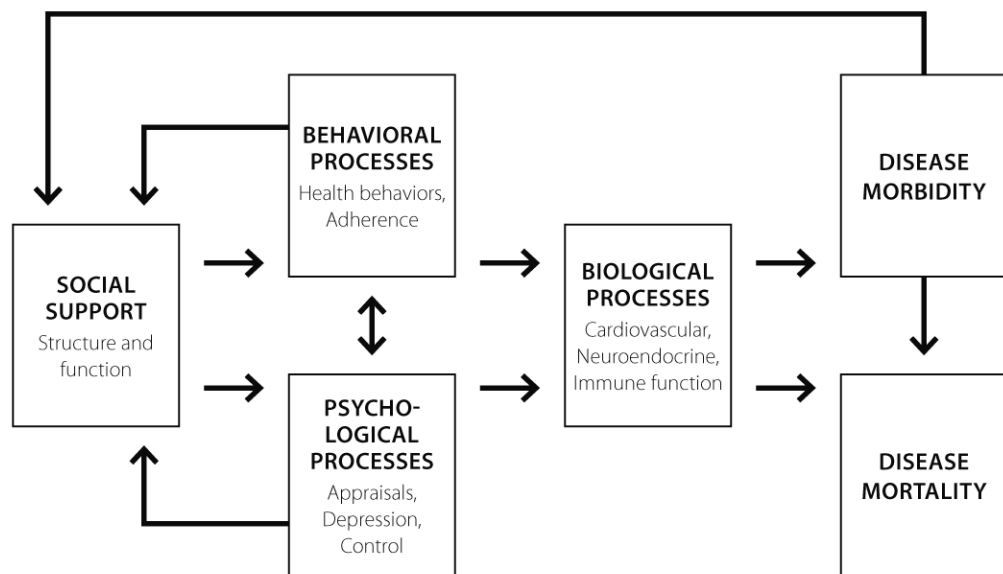 SOCIAL
SUPPORT
Structure and
function
BEHAVIORAL
PROCESSES
Health behaviors,
Adherence
PSYCHO-
LOGICAL
PROCESSES
Appraisals,
Depression,
Control
BIOLOGICAL
PROCESSES
Cardiovascular,
Neuroendocrine,
Immune function
DISEASE
MORBIDITY
DISEASE
MORTALITY